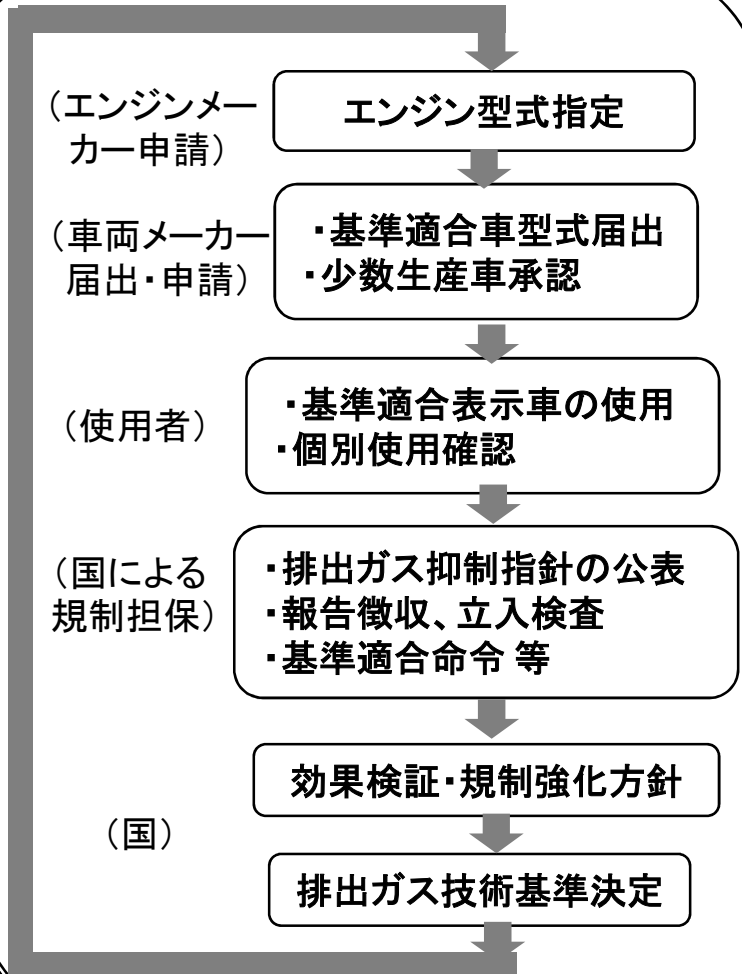 (エンジンメー
カー申請)
エンジン型式指定
(車両メーカー
届出・申請)
・基準適合車型式届出
・少数生産車承認
(使用者)
・基準適合表示車の使用
・個別使用確認
(国による
規制担保)
・排出ガス抑制指針の公表
・報告徴収、立入検査
・基準適合命令 等
効果検証・規制強化方針
(国)
排出ガス技術基準決定